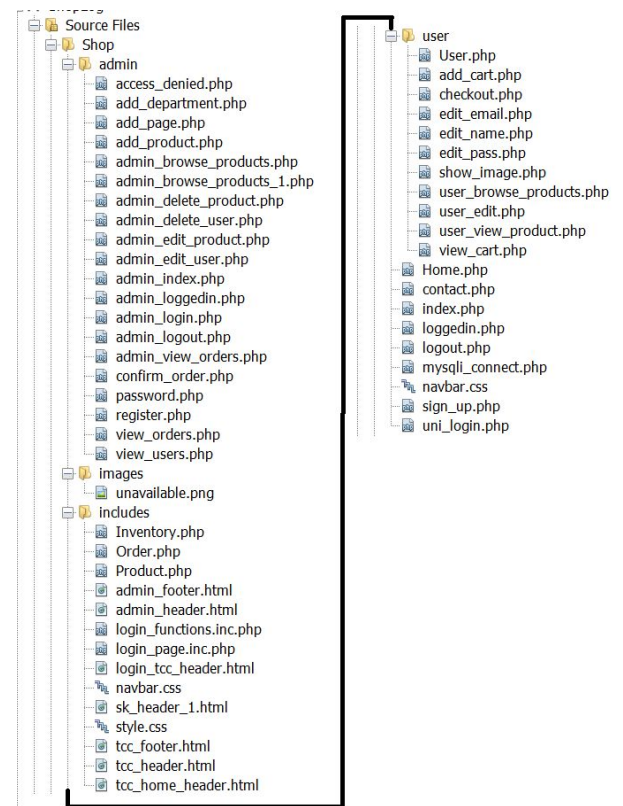 Source Files
Shop
admin
access_denied.php
add_department.php
add_page.php
add_product.php
admin_browse_products.php
admin_browse_products_1.php
admin_delete_product.php
admin_delete_user.php
admin_edit_product.php
admin_edit_user.php
admin_index.php
admin_loggedin.php
admin_login.php
admin_logout.php
admin_view_orders.php
confirm_order.php
password.php
register.php
view_orders.php
view_users.php
images
unavailable.png
includes
Inventory.php
Order.php
Product.php
admin_footer.html
admin_header.html
login_functions.inc.php
login_page.inc.php
login_tcc_header.html
navbar.css
sk_header_1.html
style.css
tcc_footer.html
tcc_header.html
tcc_home_header.html
user
User.php
add_cart.php
checkout.php
edit_email.php
edit_name.php
edit_pass.php
show_image.php
user_browse_products.php
user_edit.php
user_view_product.php
view_cart.php
Home.php
contact.php
index.php
loggedin.php
logout.php
mysqli_connect.php
navbar.css
sign_up.php
uni_login.php